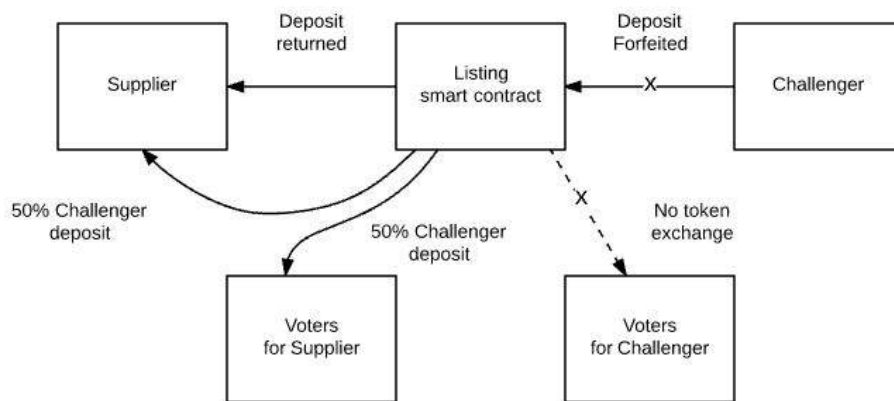 Deposit
returned
Deposit
Forfeited
Supplier
Listing
smart contract
X
Challenger
50% Challenger
deposit
50% Challenger
deposit
X
No token
exchange
Voters
for Supplier
Voters
for Challenger